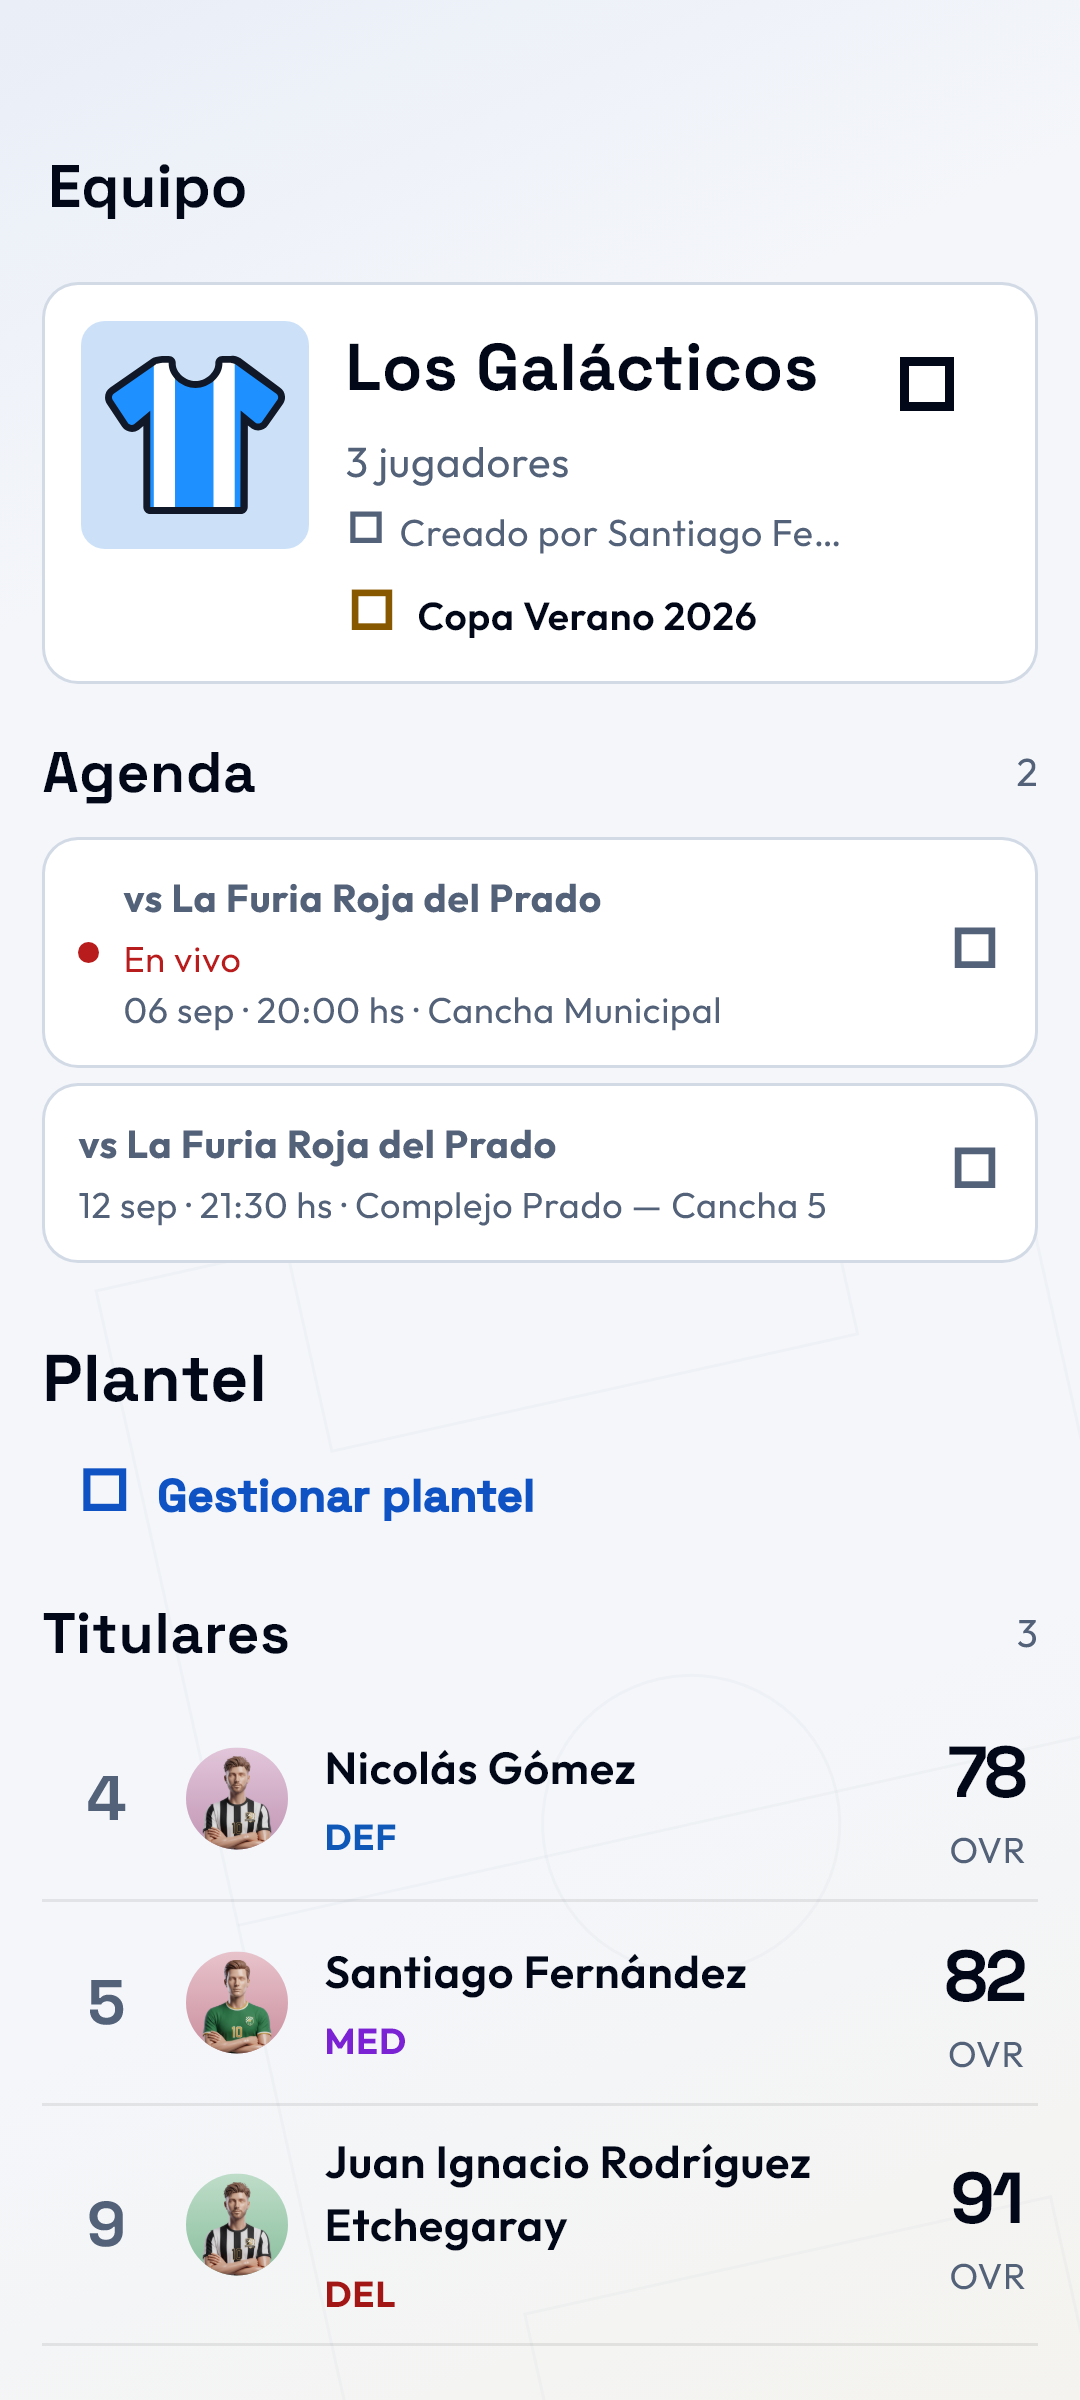 Equipo
Los Galácticos
3 jugadores
Creado por Santiago Fe...
Copa Verano 2026
Agenda
2
vs La Furia Roja del Prado
En vivo
06 sep · 20:00 hs · Cancha Municipal
vs La Furia Roja del Prado
12 sep · 21:30 hs · Complejo Prado — Cancha 5
Plantel
Gestionar plantel
Titulares
3
4
Nicolás Gómez
78
DEF
OVR
5
Santiago Fernández
82
MED
OVR
9
Juan Ignacio Rodríguez
Etchegaray
91
DEL
OVR